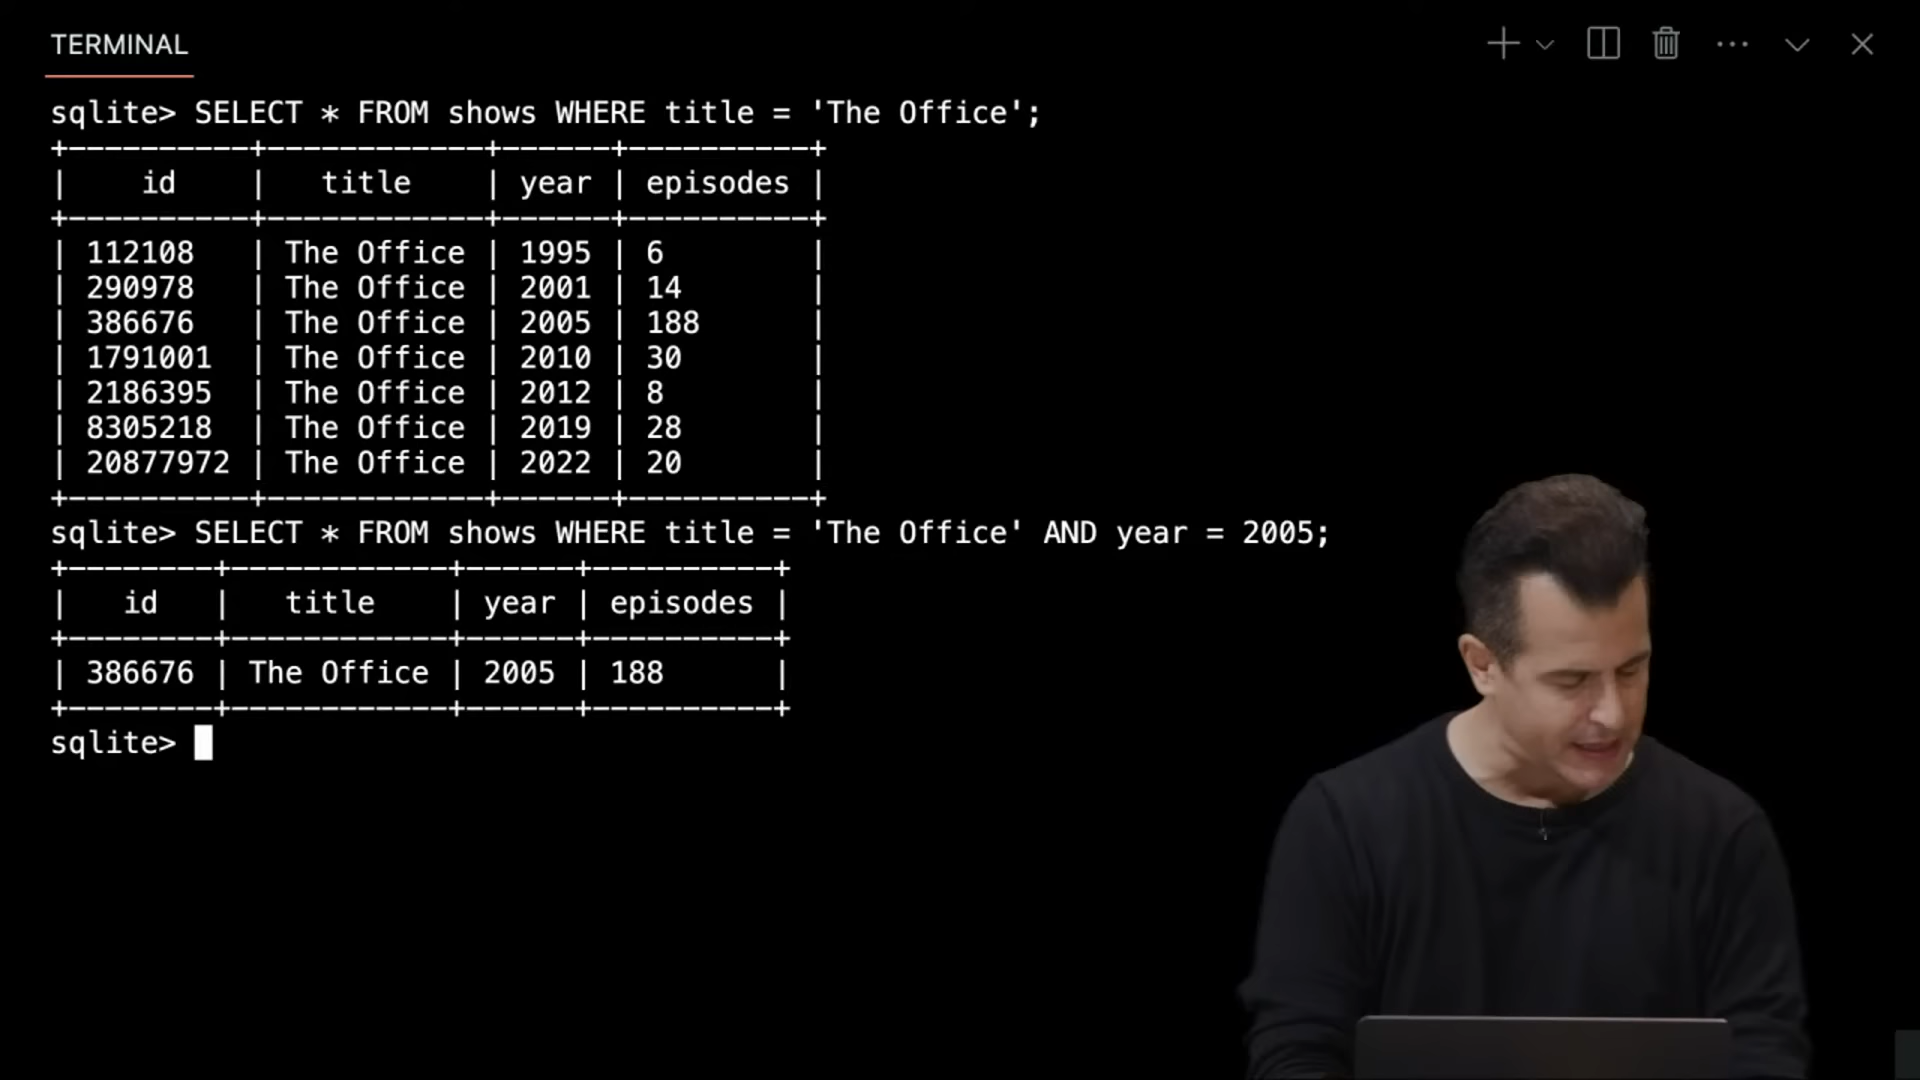 TERMINAL
sqlite> SELECT * FROM shows WHERE title = 'The Office';
+----------+------------+------+----------+
|    id    |   title    | year | episodes |
+----------+------------+------+----------+
| 112108   | The Office | 1995 | 6        |
| 290978   | The Office | 2001 | 14       |
| 386676   | The Office | 2005 | 188      |
| 1791001  | The Office | 2010 | 30       |
| 2186395  | The Office | 2012 | 8        |
| 8305218  | The Office | 2019 | 28       |
| 20877972 | The Office | 2022 | 20       |
+----------+------------+------+----------+
sqlite> SELECT * FROM shows WHERE title = 'The Office' AND year = 2005;
+--------+------------+------+----------+
|   id   |   title    | year | episodes |
+--------+------------+------+----------+
| 386676 | The Office | 2005 | 188      |
+--------+------------+------+----------+
sqlite>